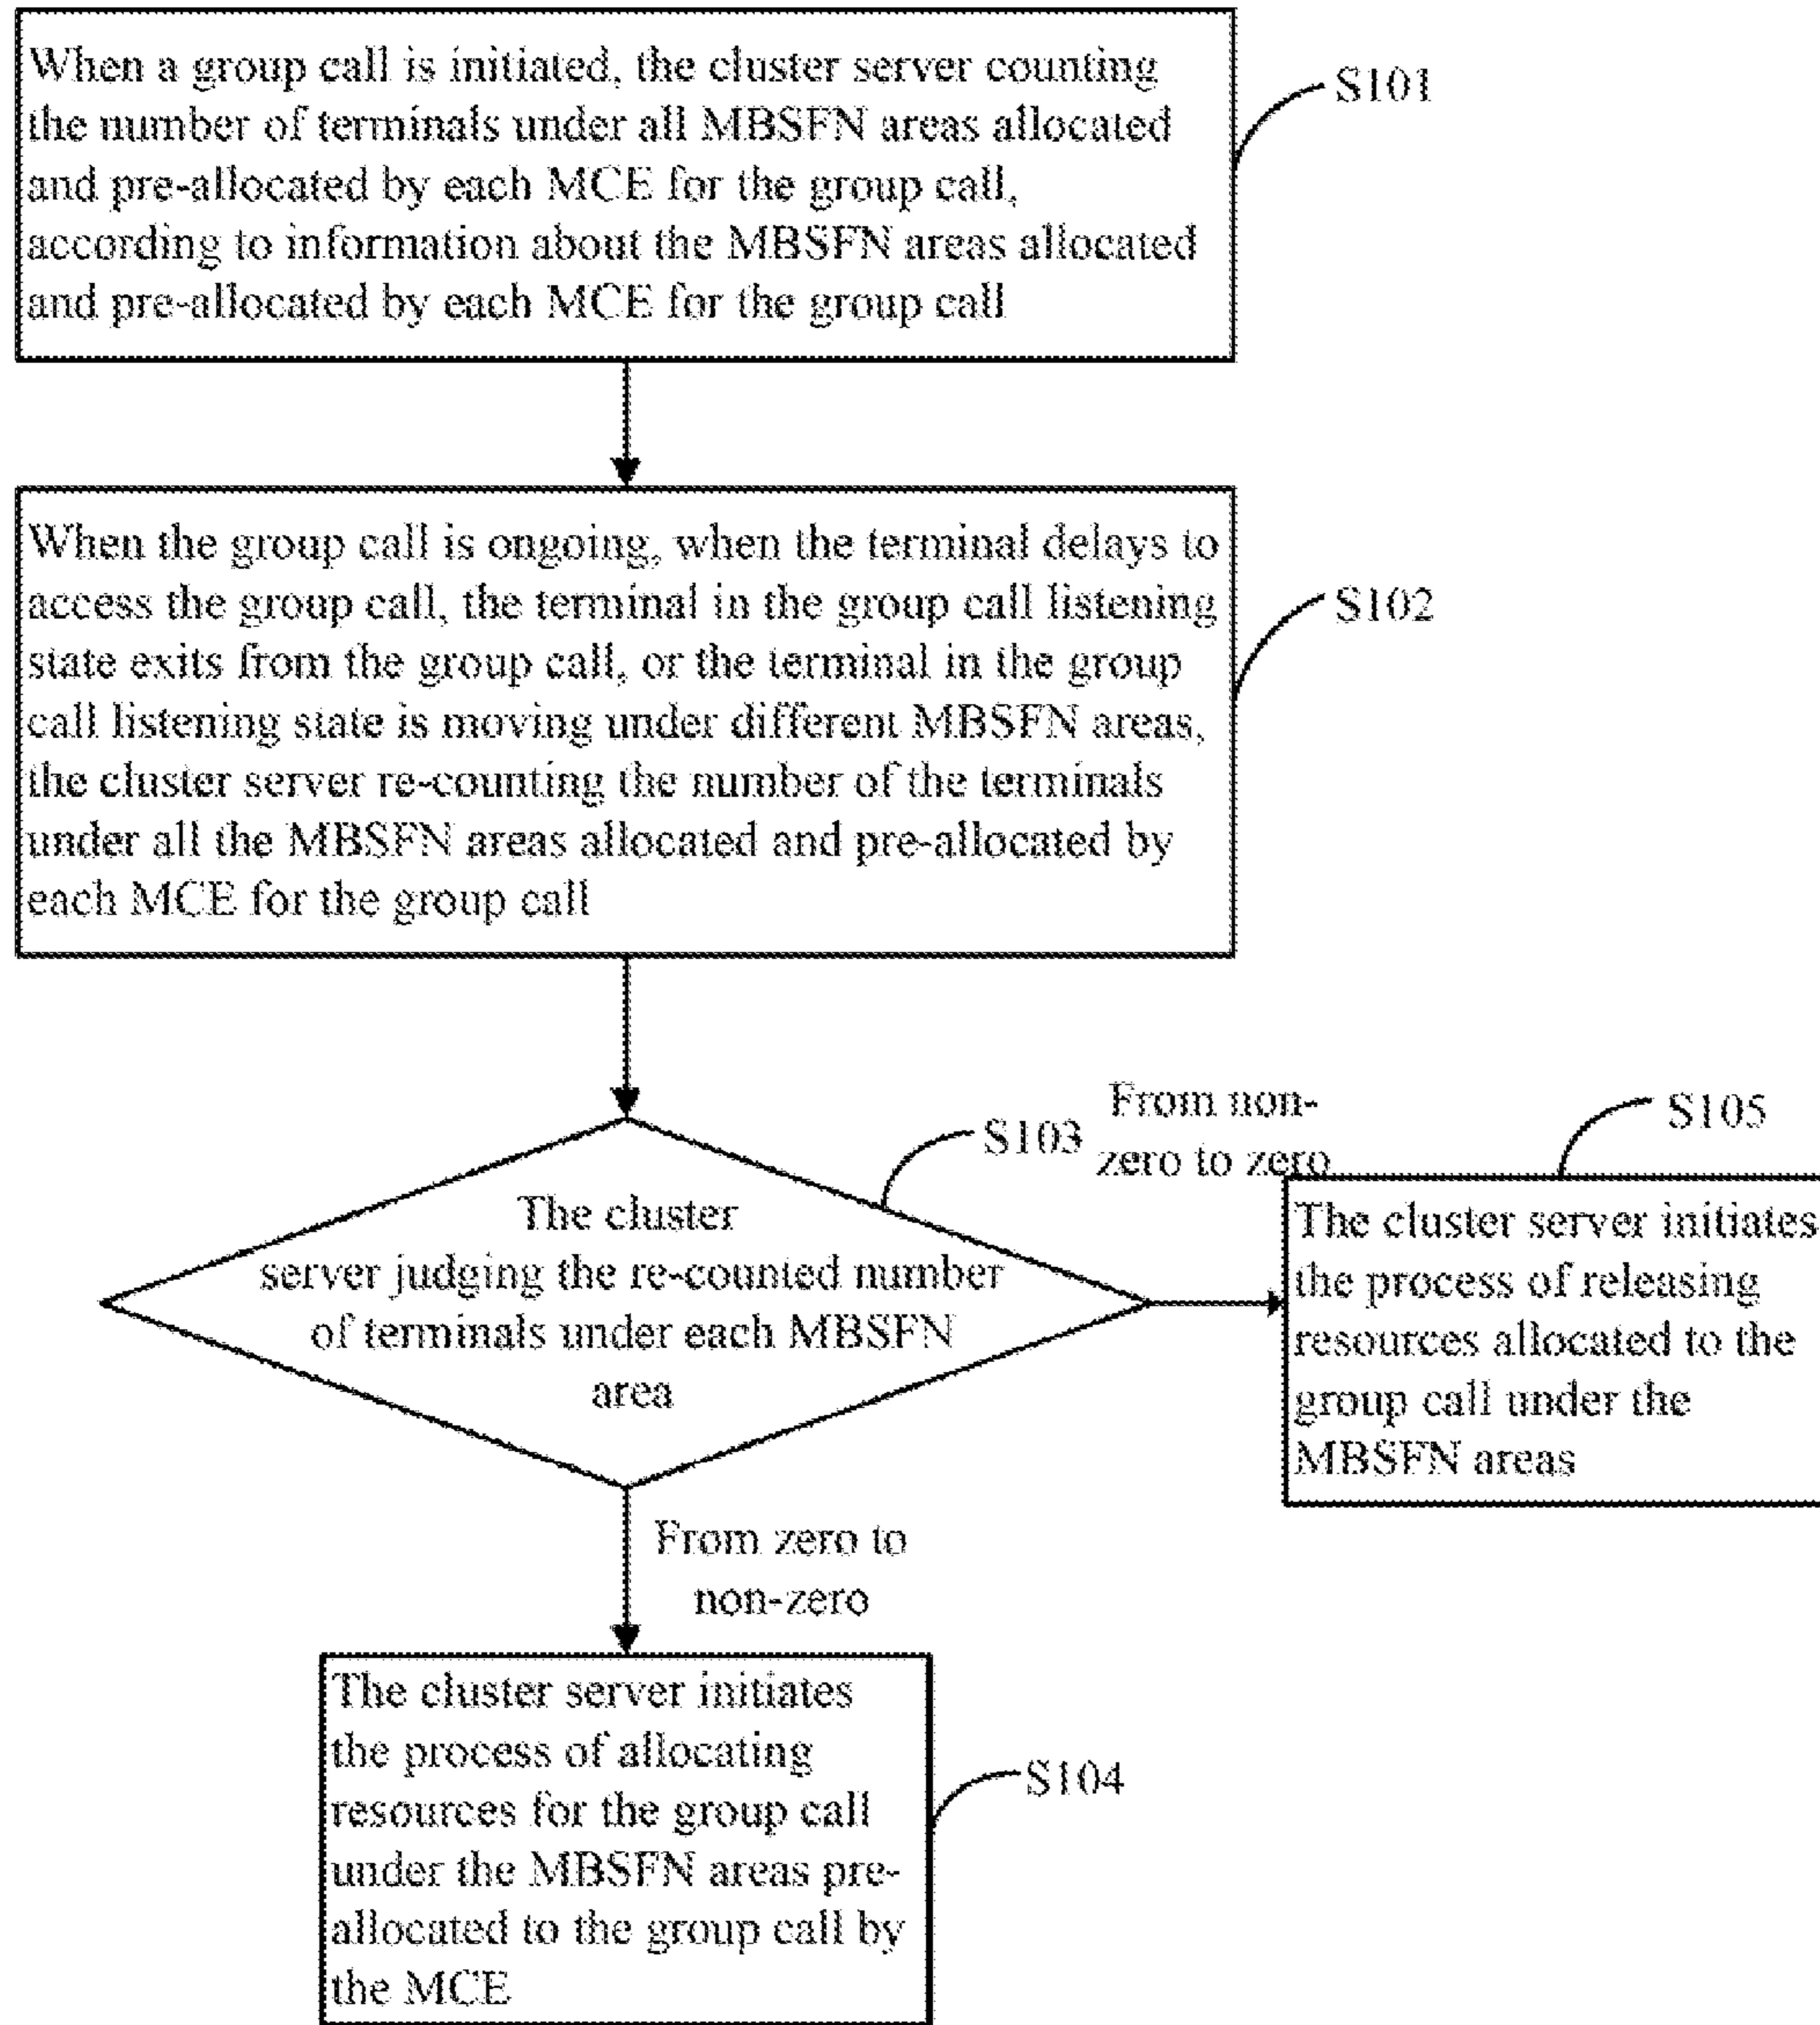 When a group call is initiated, the cluster server counting
the number of terminals under all MBSFN areas allocated
and pre-allocated by each MCE for the group call,
according to information about the MBSFN areas allocated
and pre-allocated by each MCE for the group call
S101
When the group call is ongoing, when the terminal delays to
access the group call, the terminal in the group call listening
state exits from the group call, or the terminal in the group
call listening state is moving under different MBSFN areas,
the cluster server re-counting the number of the terminals
under all the MBSFN areas allocated and pre-allocated by
each MCE for the group call
S102
The cluster
server judging the re-counted number
of terminals under each MBSFN
area
S103
From non-
zero to zero
S105
The cluster server initiates
the process of releasing
resources allocated to the
group call under the
MBSFN areas
From zero to
non-zero
The cluster server initiates
the process of allocating
resources for the group call
under the MBSFN areas pre-
allocated to the group call by
the MCE
S104